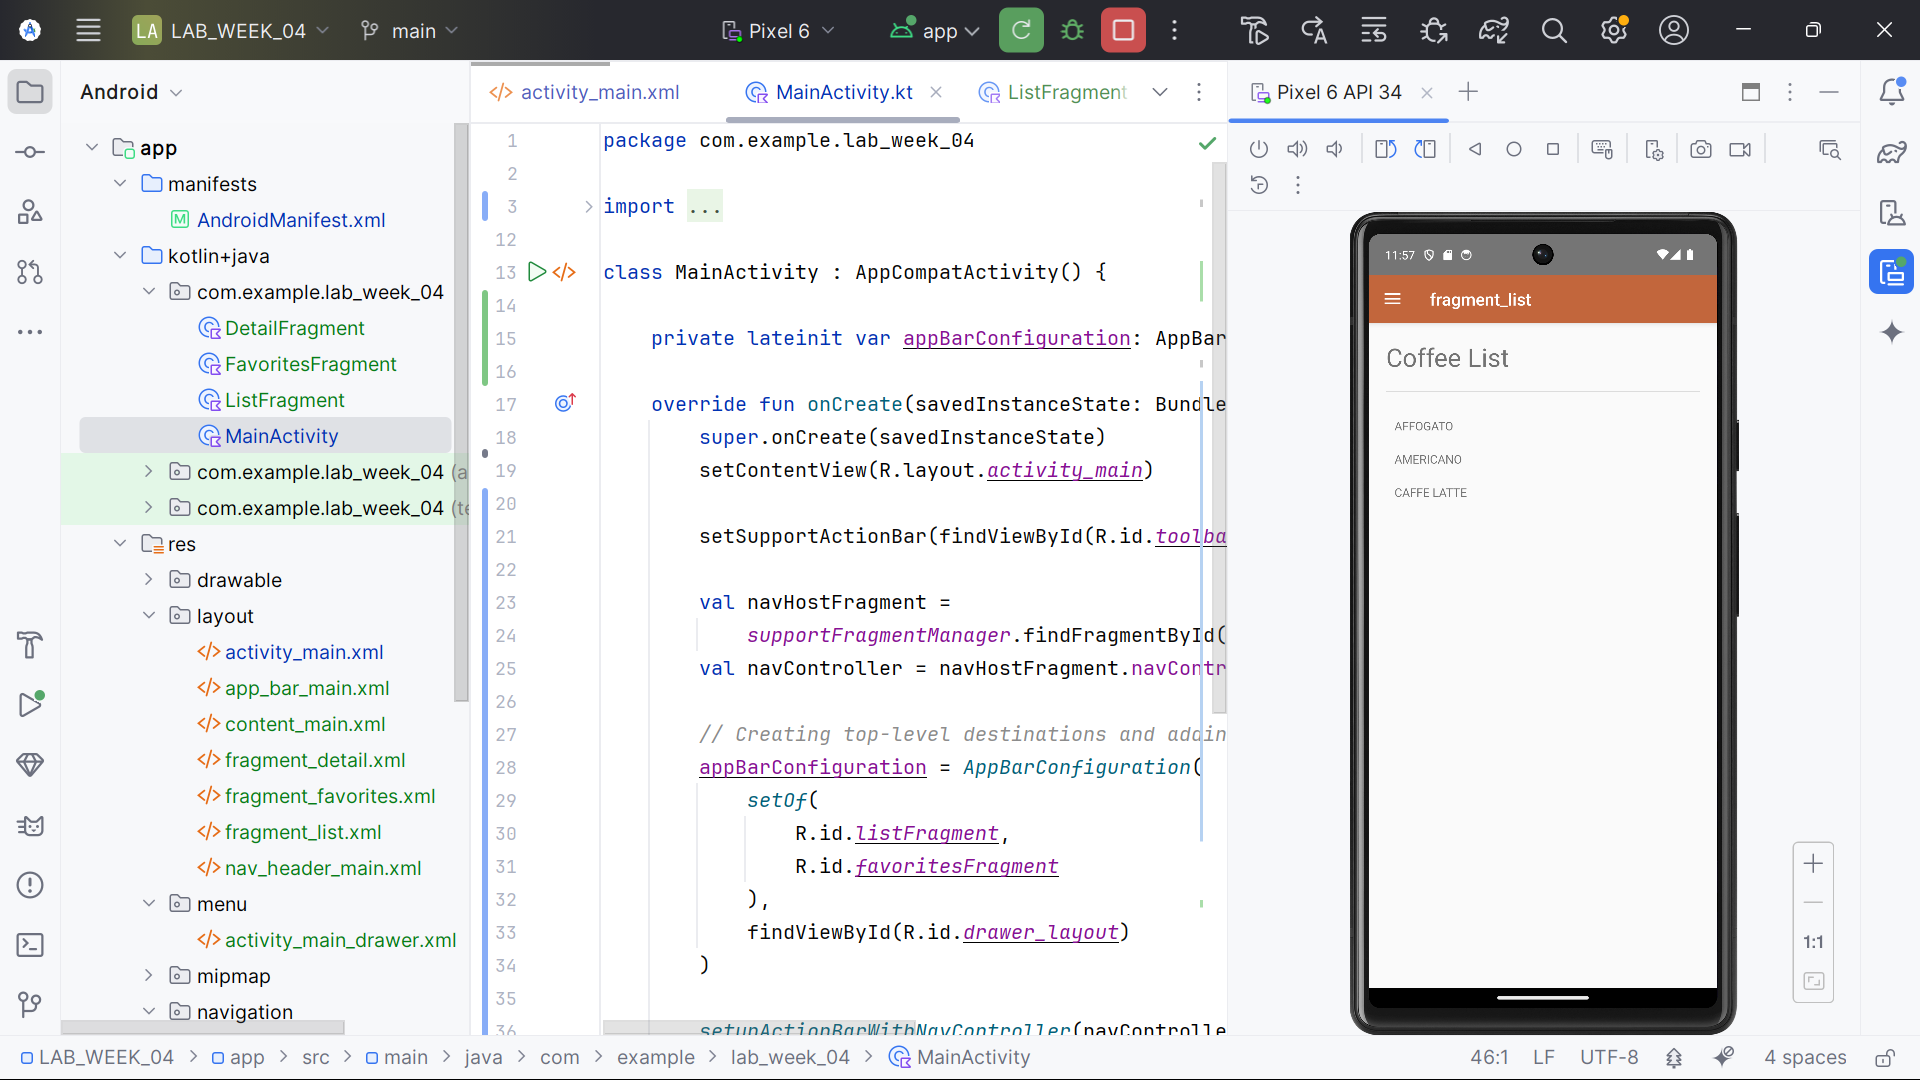 LA LAB_WEEK_04 main Pixel 6 app
Android
app
manifests
AndroidManifest.xml
kotlin+java
com.example.lab_week_04
DetailFragment
FavoritesFragment
ListFragment
MainActivity
com.example.lab_week_04 (a
com.example.lab_week_04 (te
res
drawable
layout
activity_main.xml
app_bar_main.xml
content_main.xml
fragment_detail.xml
fragment_favorites.xml
fragment_list.xml
nav_header_main.xml
menu
activity_main_drawer.xml
mipmap
navigation
activity_main.xml MainActivity.kt ListFragment
1 package com.example.lab_week_04
2
3 import ...
12
13 class MainActivity : AppCompatActivity() {
14
15 private lateinit var appBarConfiguration: AppBar
16
17 override fun onCreate(savedInstanceState: Bundle
18 super.onCreate(savedInstanceState)
19 setContentView(R.layout.activity_main)
20
21 setSupportActionBar(findViewById(R.id.toolba
22
23 val navHostFragment =
24 supportFragmentManager.findFragmentById(
25 val navController = navHostFragment.navContr
26
27 // Creating top-level destinations and addin
28 appBarConfiguration = AppBarConfiguration(
29 setOf(
30 R.id.listFragment,
31 R.id.favoritesFragment
32 ),
33 findViewById(R.id.drawer_layout)
34 )
35
36 setupActionBarWithNavController(navControlle
Pixel 6 API 34
11:57
fragment_list
Coffee List
AFFOGATO
AMERICANO
CAFFE LATTE
1:1
LAB_WEEK_04 > app > src > main > java > com > example > lab_week_04 > MainActivity
46:1 LF UTF-8 4 spaces